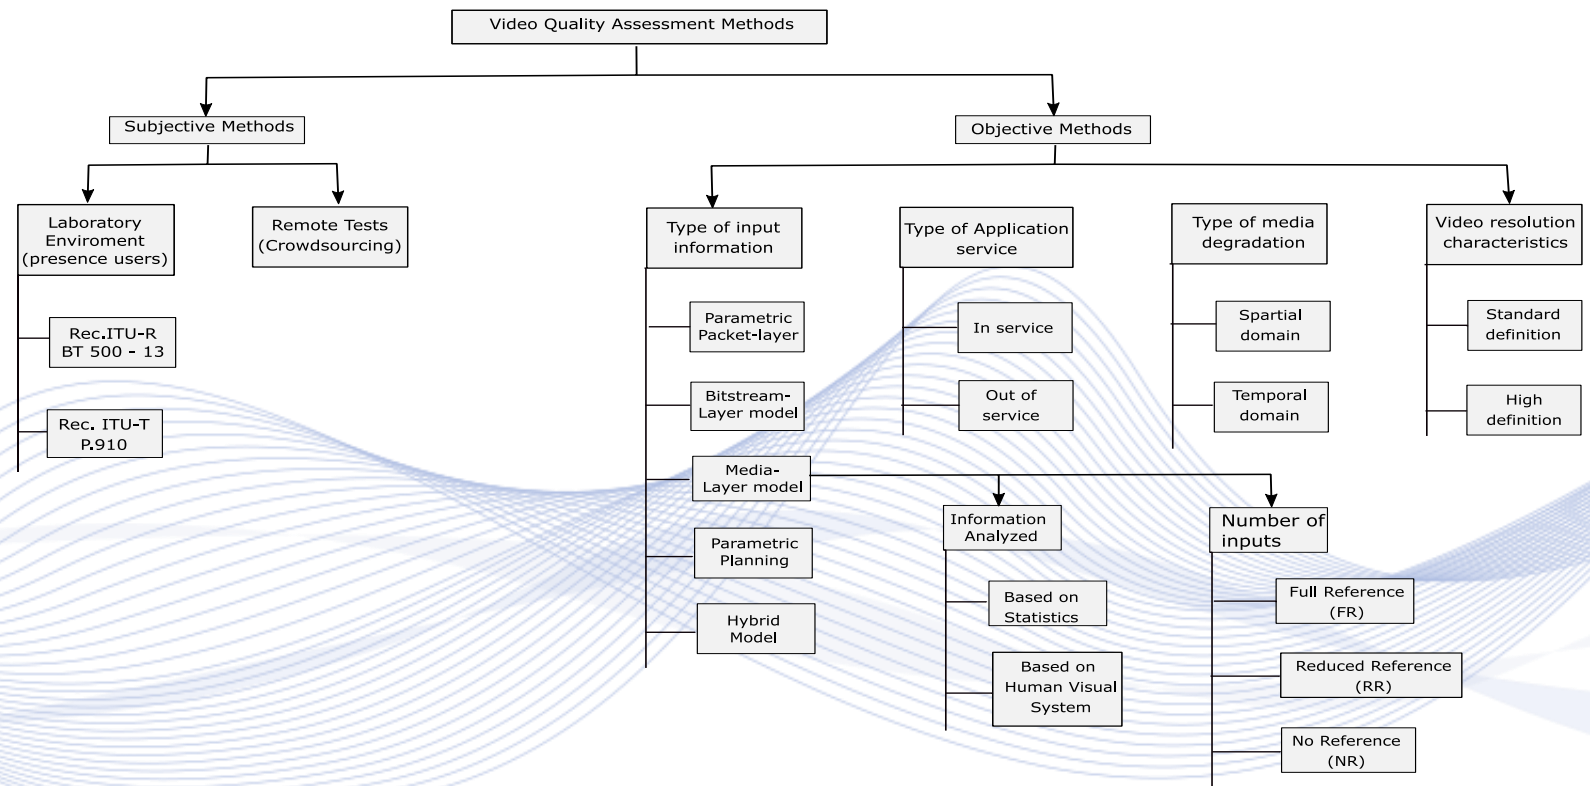 Video Quality Assessment Methods
Subjective Methods
Objective Methods
Laboratory
Enviroment
(presence users)
Remote Tests
(Crowdsourcing)
Type of input
information
Type of Application
service
Type of media
degradation
Video resolution
characteristics
Rec.ITU-R
BT 500 - 13
Rec. ITU-T
P.910
Parametric
Packet-layer
Bitstream-
Layer model
Media-
Layer model
Parametric
Planning
Hybrid
Model
In service
Out of
service
Spartial
domain
Temporal
domain
Standard
definition
High
definition
Information
Analyzed
Based on
Statistics
Based on
Human Visual
System
Number of
inputs
Full Reference
(FR)
Reduced Reference
(RR)
No Reference
(NR)